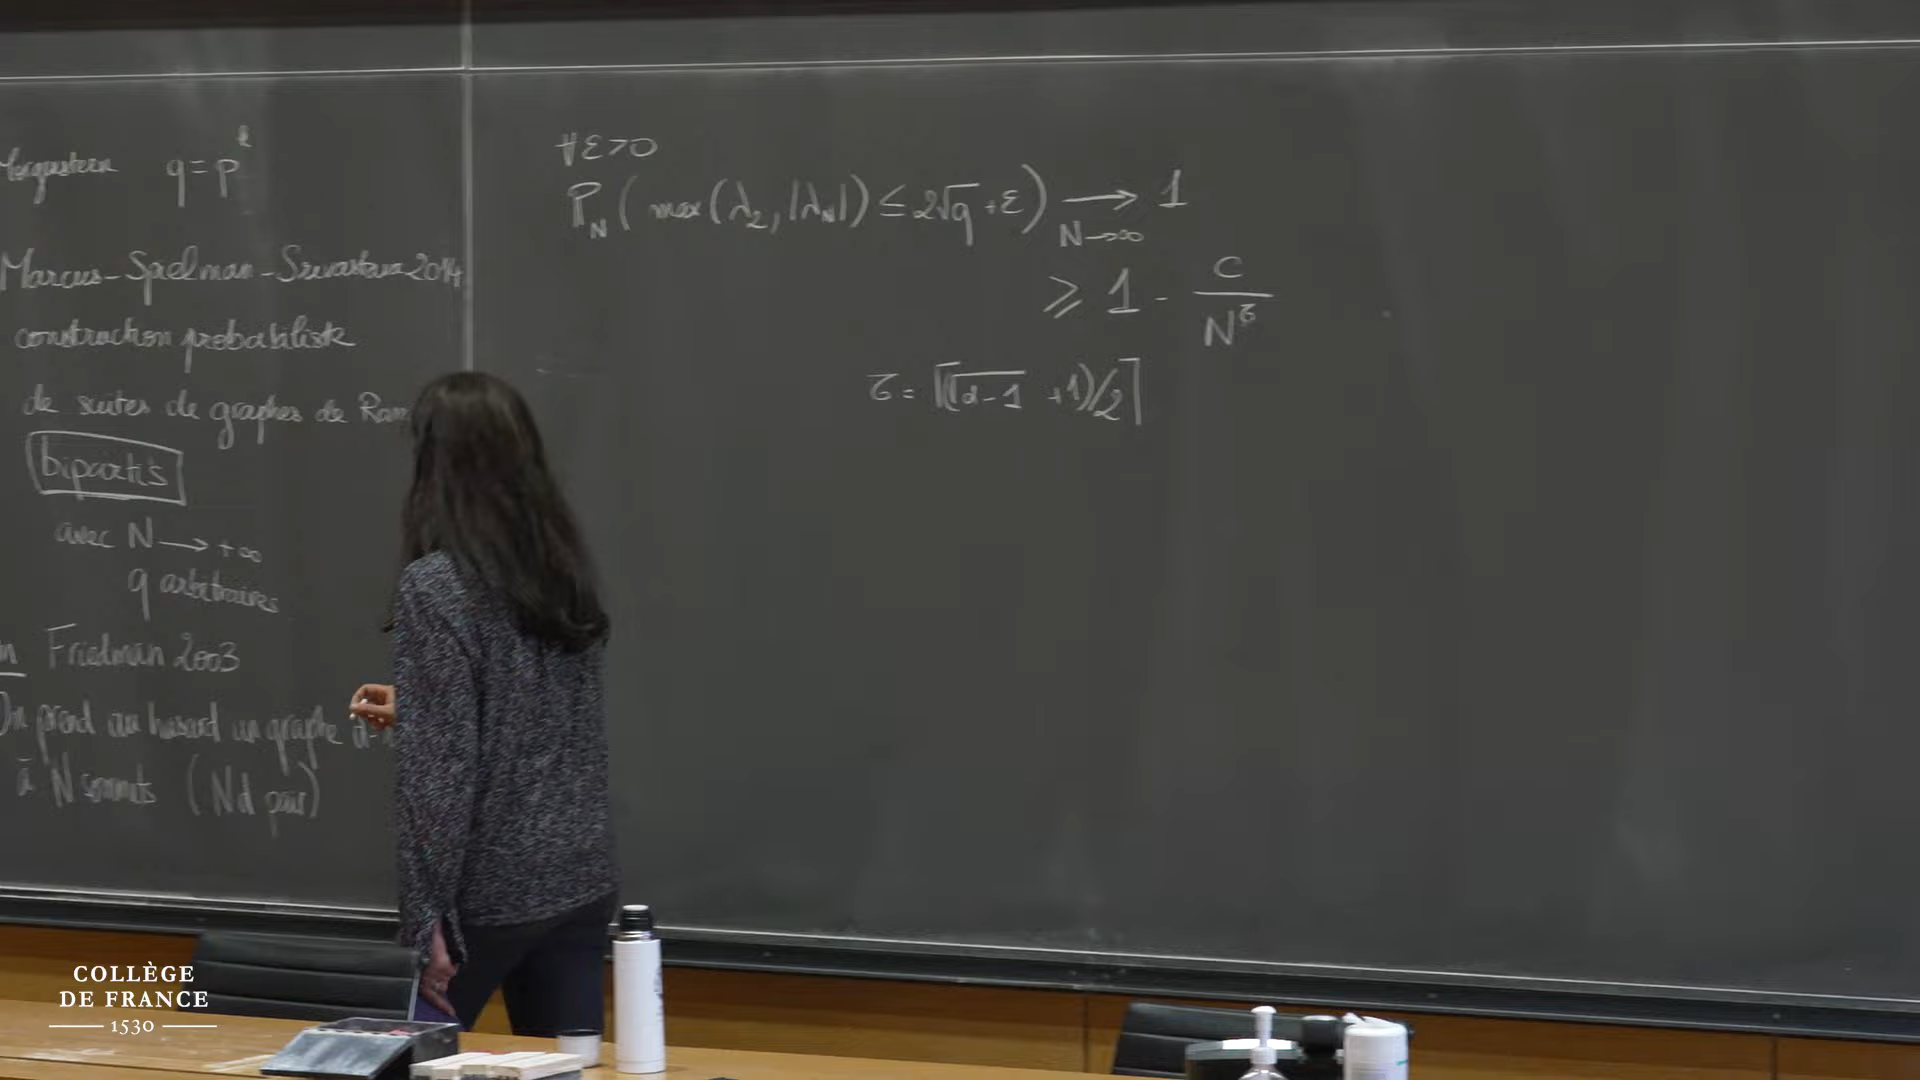 Morgenstern q = p^k
Marcus-Spielman-Srivastava 2014
construction probabiliste
de suites de graphes de Ram
bipartis
avec N → +∞
q arbitraires
Friedman 2003
On prend au hasard un graphe d-
à N sommets (Nd pair)
∀ε>0
P_N ( max(λ_2, |λ_N|) ≤ 2√q + ε ) ⟶_{N→∞} 1
⩾ 1 - C/N^τ
τ = ⌈(√(d-1) +1)/2⌉
COLLÈGE
DE FRANCE
1530